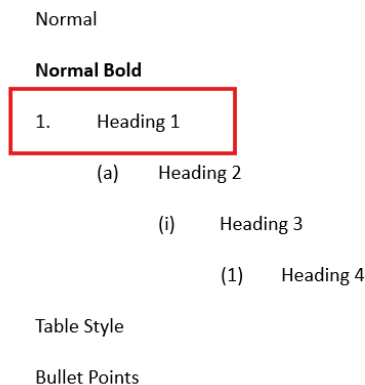 Normal
Normal Bold
1. Heading 1
(a) Heading 2
(i) Heading 3
(1) Heading 4
Table Style
Bullet Points